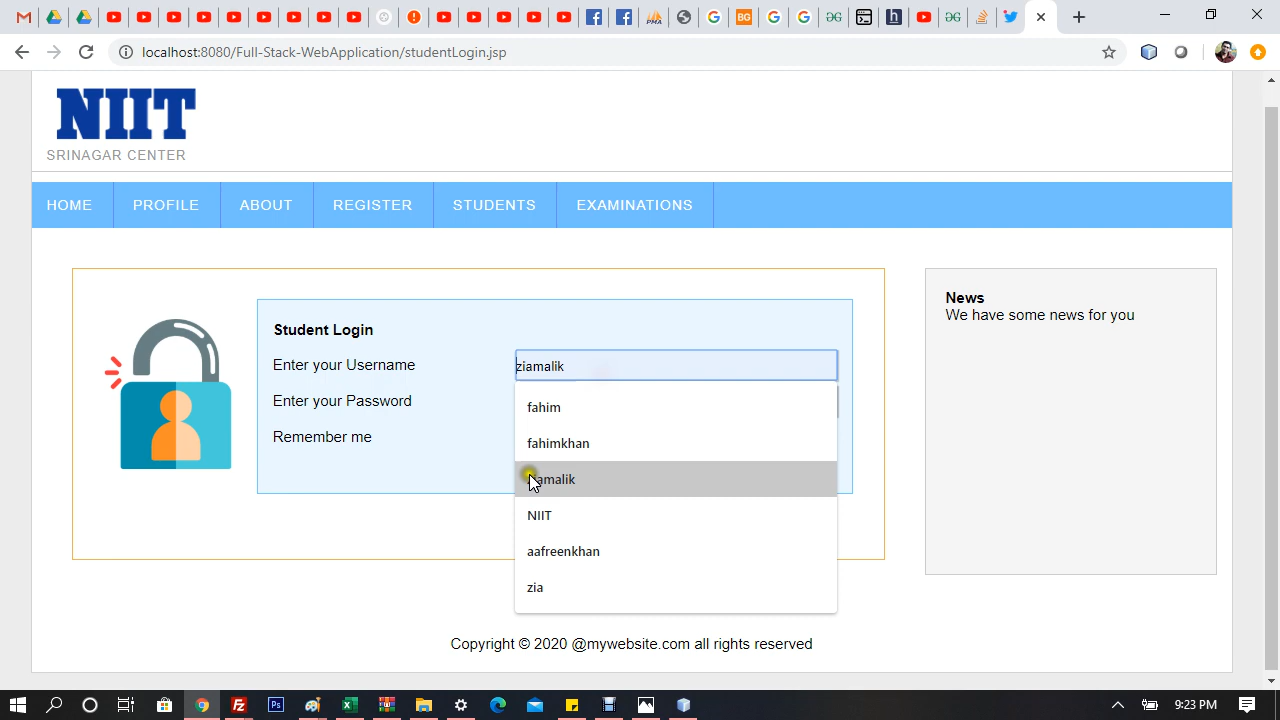 localhost:8080/Full-Stack-WebApplication/studentLogin.jsp
NIIT
SRINAGAR CENTER
HOME PROFILE ABOUT REGISTER STUDENTS EXAMINATIONS
Student Login
Enter your Username
ziamalik
Enter your Password
Remember me
fahim
fahimkhan
NIIT
aafreenkhan
zia
News
We have some news for you
Copyright © 2020 @mywebsite.com all rights reserved
9:23 PM